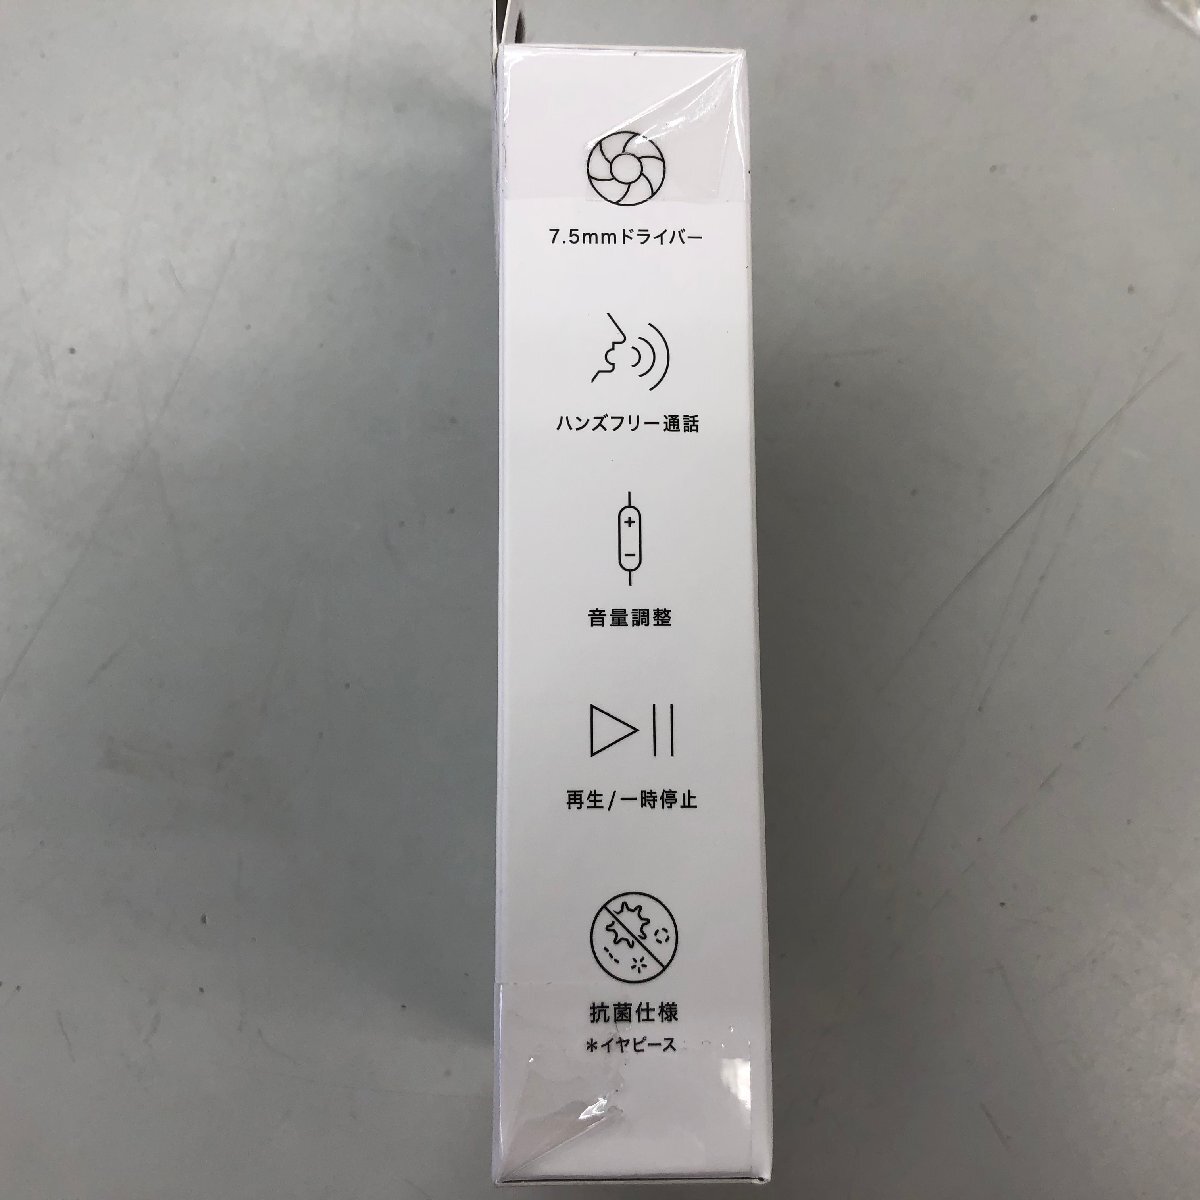 7.5mmドライバー
ハンズフリー通話
音量調整
再生/一時停止
抗菌仕様
*イヤピース